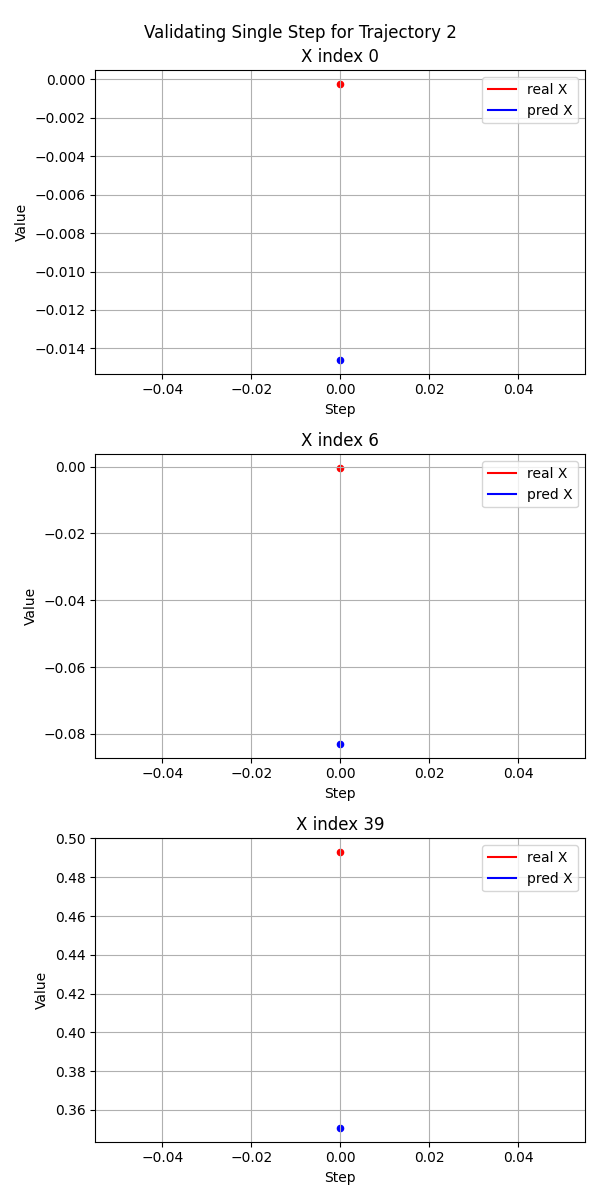 Validating Single Step for Trajectory 2
X index 0
0.000
−0.002
−0.004
−0.006
−0.008
−0.010
−0.012
−0.014
Value
real X
pred X
−0.04
−0.02
0.00
0.02
0.04
Step
X index 6
0.00
−0.02
−0.04
−0.06
−0.08
Value
real X
pred X
−0.04
−0.02
0.00
0.02
0.04
Step
X index 39
0.50
0.48
0.46
0.44
0.42
0.40
0.38
0.36
Value
real X
pred X
−0.04
−0.02
0.00
0.02
0.04
Step